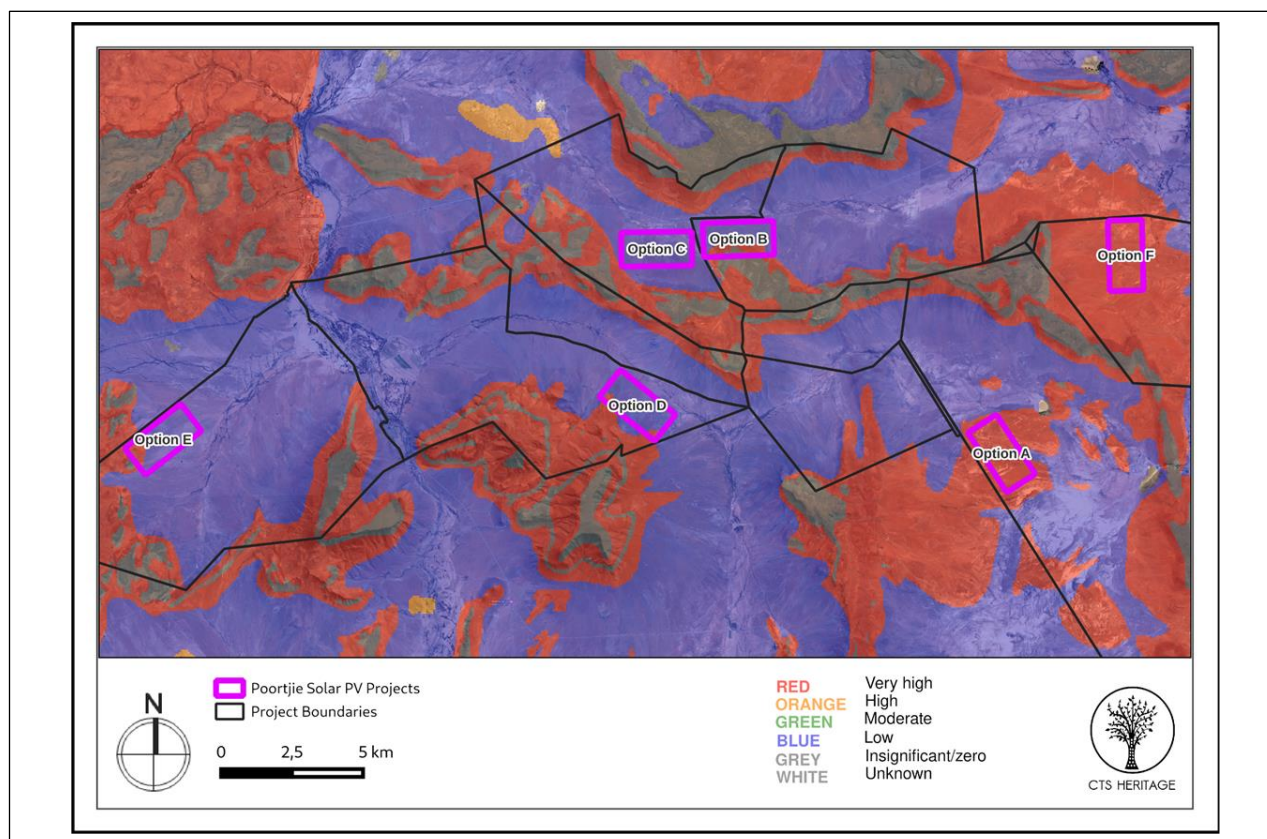 Option C
Option B
Option F
Option D
Option E
Option A
N
Poortjie Solar PV Projects
Project Boundaries
0 2,5 5 km
RED Very high
ORANGE High
GREEN Moderate
BLUE Low
GREY Insignificant/zero
WHITE Unknown
CTS HERITAGE